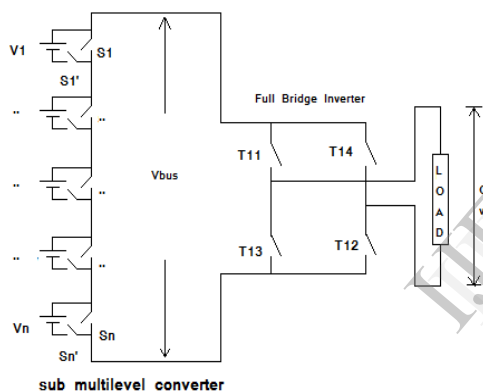 V1
S1
S1'
..
..
Full Bridge Inverter
T11
T14
Vbus
..
..
L
O
A
D
..
..
T13
T12
Vn
Sn
Sn'
sub multilevel converter